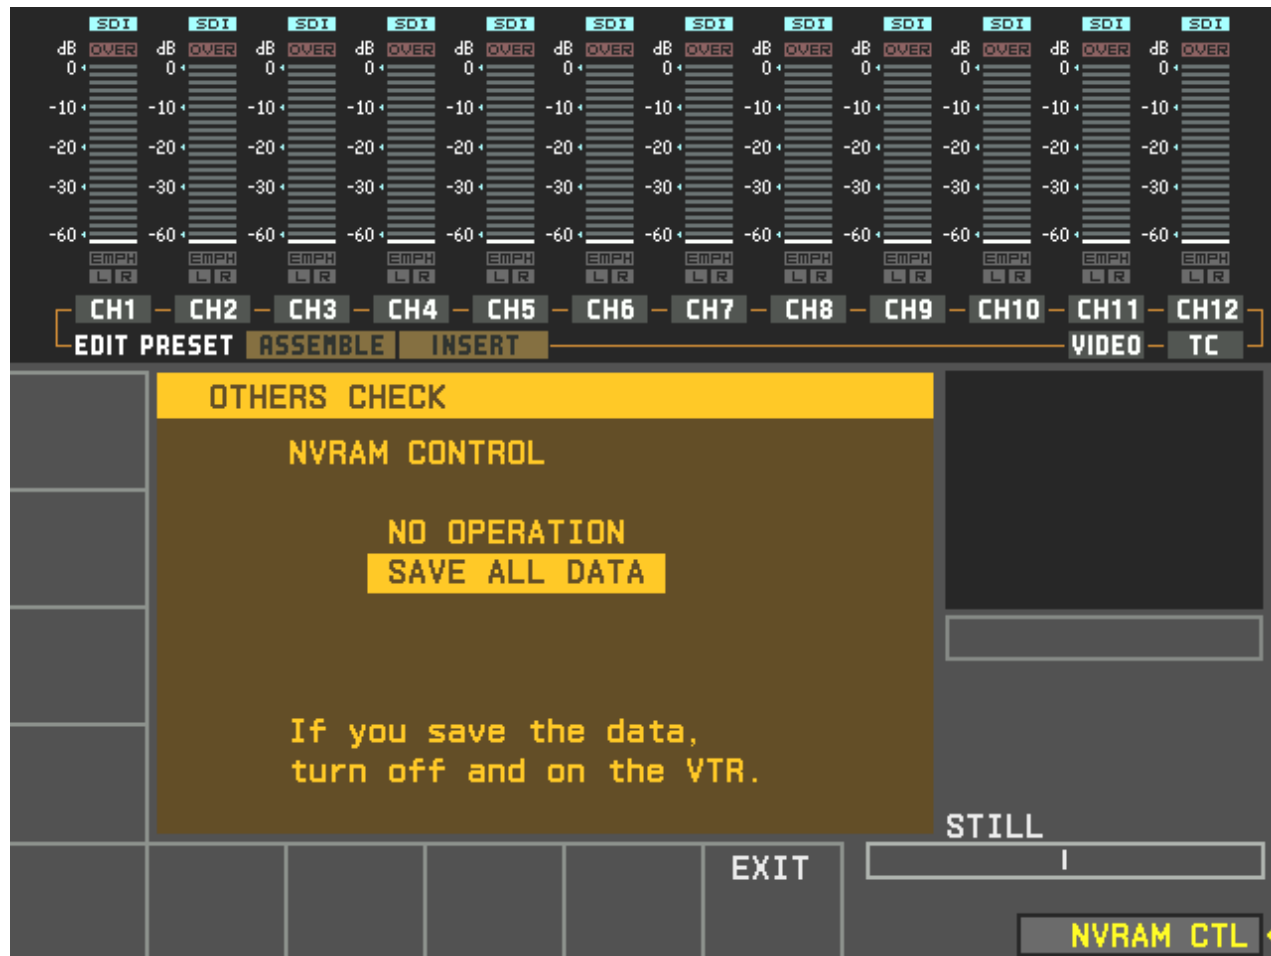 SDI SDI SDI SDI SDI SDI SDI SDI SDI SDI SDI SDI
dB OVER dB OVER dB OVER dB OVER dB OVER dB OVER dB OVER dB OVER dB OVER dB OVER dB OVER dB OVER
0 0 0 0 0 0 0 0 0 0 0 0
-10 -10 -10 -10 -10 -10 -10 -10 -10 -10 -10 -10
-20 -20 -20 -20 -20 -20 -20 -20 -20 -20 -20 -20
-30 -30 -30 -30 -30 -30 -30 -30 -30 -30 -30 -30
-60 -60 -60 -60 -60 -60 -60 -60 -60 -60 -60 -60
EMPH EMPH EMPH EMPH EMPH EMPH EMPH EMPH EMPH EMPH EMPH EMPH
L R L R L R L R L R L R L R L R L R L R L R L R
CH1 CH2 CH3 CH4 CH5 CH6 CH7 CH8 CH9 CH10 CH11 CH12
EDIT PRESET ASSEMBLE INSERT VIDEO TC
OTHERS CHECK
NVRAM CONTROL
NO OPERATION
SAVE ALL DATA
If you save the data,
turn off and on the VTR.
STILL
EXIT
NVRAM CTL